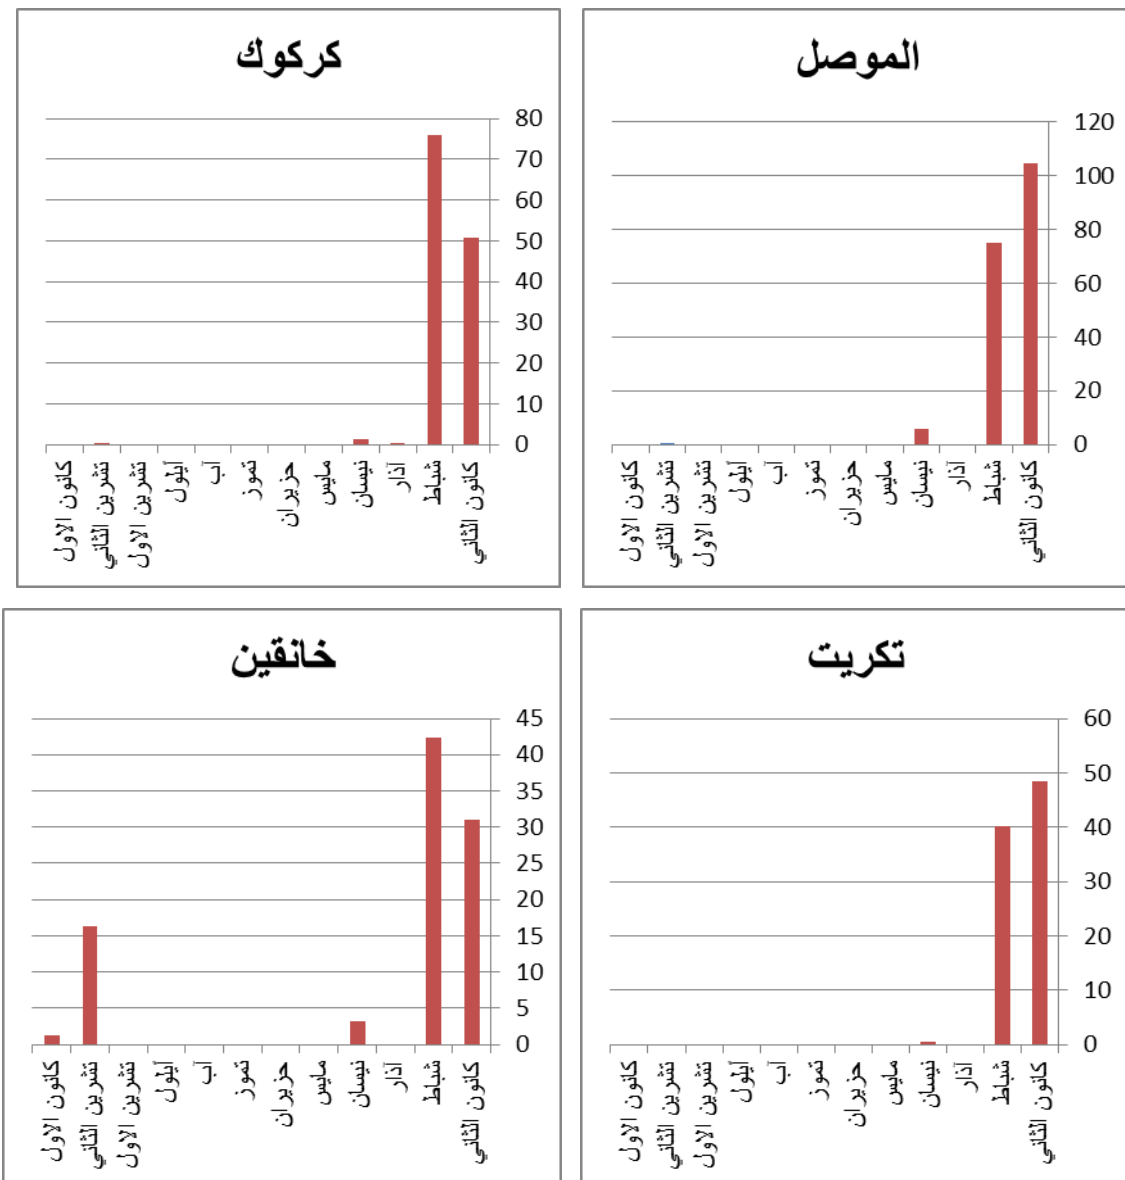 الموصل
120
100
80
60
40
20
0
كانون الثاني
شباط
آذار
نيسان
مايس
حزيران
تموز
آب
أيلول
تشرين الاول
تشرين الثاني
كانون الاول
كركوك
80
70
60
50
40
30
20
10
0
كانون الثاني
شباط
آذار
نيسان
مايس
حزيران
تموز
آب
أيلول
تشرين الاول
تشرين الثاني
كانون الاول
تكريت
60
50
40
30
20
10
0
كانون الثاني
شباط
آذار
نيسان
مايس
حزيران
تموز
آب
أيلول
تشرين الاول
تشرين الثاني
كانون الاول
خانقين
45
40
35
30
25
20
15
10
5
0
كانون الثاني
شباط
آذار
نيسان
مايس
حزيران
تموز
آب
أيلول
تشرين الاول
تشرين الثاني
كانون الاول